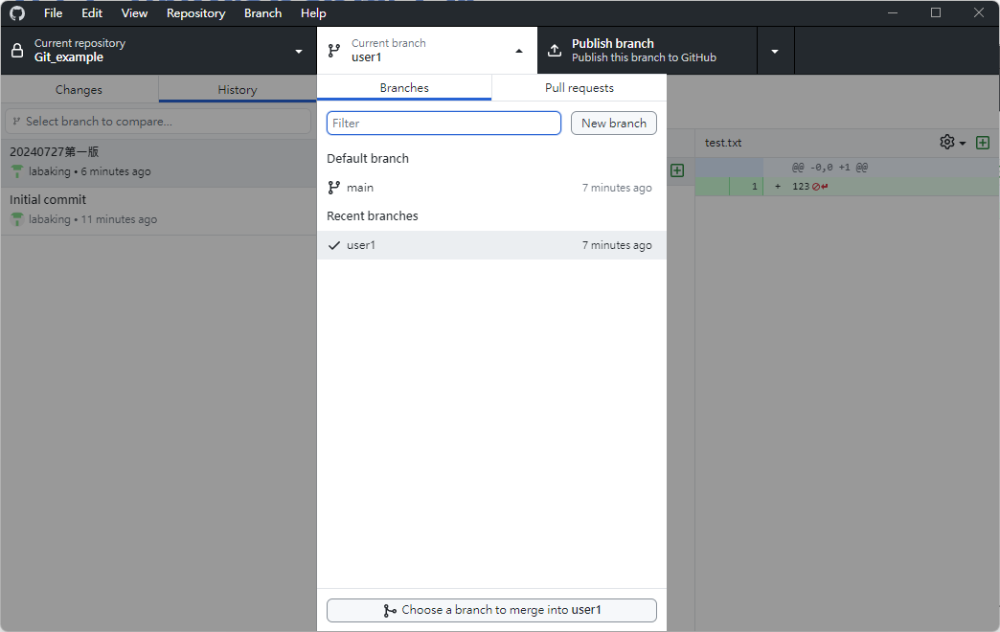 File Edit View Repository Branch Help
Current repository
Git_example
Current branch
user1
Publish branch
Publish this branch to GitHub
Changes
History
Select branch to compare...
20240727第一版
labaking • 6 minutes ago
Initial commit
labaking • 11 minutes ago
Branches
Pull requests
Filter
New branch
Default branch
main 7 minutes ago
Recent branches
user1 7 minutes ago
Choose a branch to merge into user1
test.txt
@@ -0,0 +1 @@
1 + 123